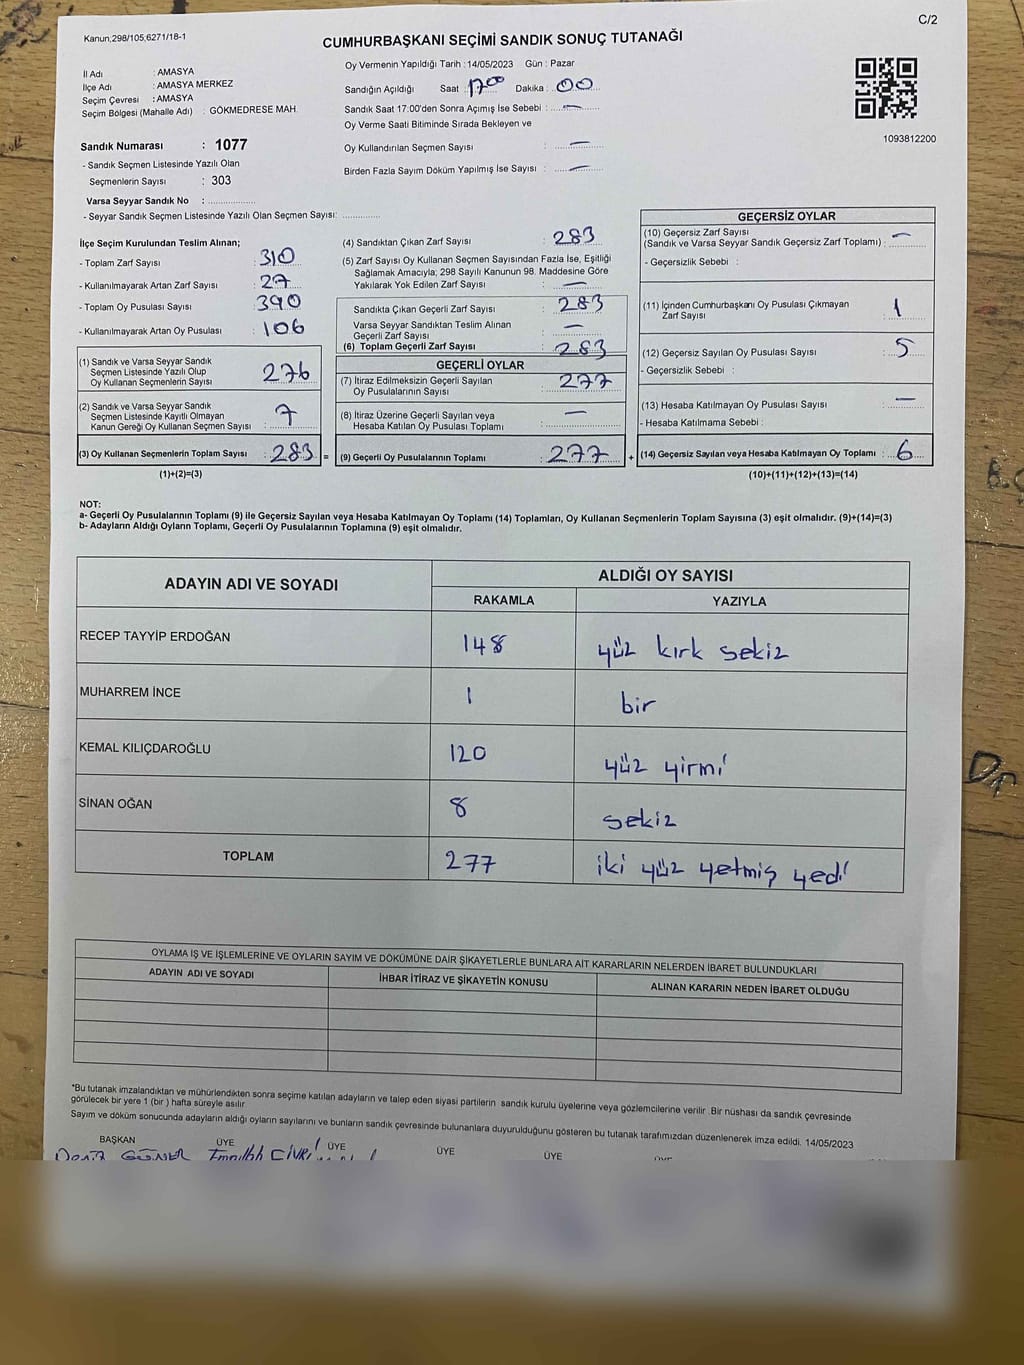 C/2
Kanun;298/105,6271/18-1
CUMHURBAŞKANI SEÇİMİ SANDIK SONUÇ TUTANAĞI
İl Adı : AMASYA
İlçe Adı : AMASYA MERKEZ
Seçim Çevresi : AMASYA
Seçim Bölgesi (Mahalle Adı) : GÖKMEDRESE MAH.
Oy Vermenin Yapıldığı Tarih : 14/05/2023 Gün : Pazar
Sandığın Açıldığı Saat : 17 00 Dakika : 00
Sandık Saat 17:00'den Sonra Açımış İse Sebebi : —
Oy Verme Saati Bitiminde Sırada Bekleyen ve
Oy Kullandırılan Seçmen Sayısı : —
Birden Fazla Sayım Döküm Yapılmış İse Sayısı : —
1093812200
Sandık Numarası : 1077
- Sandık Seçmen Listesinde Yazılı Olan
Seçmenlerin Sayısı : 303
Varsa Seyyar Sandık No :
- Seyyar Sandık Seçmen Listesinde Yazılı Olan Seçmen Sayısı:
İlçe Seçim Kurulundan Teslim Alınan;
- Toplam Zarf Sayısı : 310
- Kullanılmayarak Artan Zarf Sayısı : 27
- Toplam Oy Pusulası Sayısı : 390
- Kullanılmayarak Artan Oy Pusulası : 106
(1) Sandık ve Varsa Seyyar Sandık
Seçmen Listesinde Yazılı Olup
Oy Kullanan Seçmenlerin Sayısı : 276
(2) Sandık ve Varsa Seyyar Sandık
Seçmen Listesinde Kayıtlı Olmayan
Kanun Gereği Oy Kullanan Seçmen Sayısı : 7
(3) Oy Kullanan Seçmenlerin Toplam Sayısı : 283 =
(1)+(2)=(3)
(4) Sandıktan Çıkan Zarf Sayısı : 283
(5) Zarf Sayısı Oy Kullanan Seçmen Sayısından Fazla İse, Eşitliği
Sağlamak Amacıyla; 298 Sayılı Kanunun 98. Maddesine Göre
Yakılarak Yok Edilen Zarf Sayısı : —
Sandıkta Çıkan Geçerli Zarf Sayısı : 283
Varsa Seyyar Sandıktan Teslim Alınan
Geçerli Zarf Sayısı : —
(6) Toplam Geçerli Zarf Sayısı : 283
GEÇERLİ OYLAR
(7) İtiraz Edilmeksizin Geçerli Sayılan
Oy Pusulalarının Sayısı : 277
(8) İtiraz Üzerine Geçerli Sayılan veya
Hesaba Katılan Oy Pusulası Toplamı : —
(9) Geçerli Oy Pusulalarının Toplamı : 277 +
GEÇERSİZ OYLAR
(10) Geçersiz Zarf Sayısı
(Sandık ve Varsa Seyyar Sandık Geçersiz Zarf Toplamı) : —
- Geçersizlik Sebebi :
(11) İçinden Cumhurbaşkanı Oy Pusulası Çıkmayan
Zarf Sayısı : 1
(12) Geçersiz Sayılan Oy Pusulası Sayısı : 5
- Geçersizlik Sebebi :
(13) Hesaba Katılmayan Oy Pusulası Sayısı : —
- Hesaba Katılmama Sebebi :
(14) Geçersiz Sayılan veya Hesaba Katılmayan Oy Toplamı : 6
(10)+(11)+(12)+(13)=(14)
NOT:
a- Geçerli Oy Pusulalarının Toplamı (9) ile Geçersiz Sayılan veya Hesaba Katılmayan Oy Toplamı (14) Toplamları, Oy Kullanan Seçmenlerin Toplam Sayısına (3) eşit olmalıdır. (9)+(14)=(3)
b- Adayların Aldığı Oyların Toplamı, Geçerli Oy Pusulalarının Toplamına (9) eşit olmalıdır.
ADAYIN ADI VE SOYADI ALDIĞI OY SAYISI
RAKAMLA YAZIYLA
RECEP TAYYİP ERDOĞAN 148 yüz kırk sekiz
MUHARREM İNCE 1 bir
KEMAL KILIÇDAROĞLU 120 yüz yirmi
SİNAN OĞAN 8 sekiz
TOPLAM 277 iki yüz yetmiş yedi
OYLAMA İŞ VE İŞLEMLERİNE VE OYLARIN SAYIM VE DÖKÜMÜNE DAİR ŞİKAYETLERLE BUNLARA AİT KARARLARIN NELERDEN İBARET BULUNDUKLARI
ADAYIN ADI VE SOYADI İHBAR İTİRAZ VE ŞİKAYETİN KONUSU ALINAN KARARIN NEDEN İBARET OLDUĞU
*Bu tutanak imzalandıktan ve mühürlendikten sonra seçime katılan adayların ve talep eden siyasi partilerin sandık kurulu üyelerine veya gözlemcilerine verilir .Bir nüshası da sandık çevresinde
görülecek bir yere 1 (bir ) hafta süreyle asılır.
Sayım ve döküm sonucunda adayların aldığı oyların sayılarını ve bunların sandık çevresinde bulunanlara duyurulduğunu gösteren bu tutanak tarafımızdan düzenlenerek imza edildi. 14/05/2023
BAŞKAN ÜYE ÜYE ÜYE ÜYE